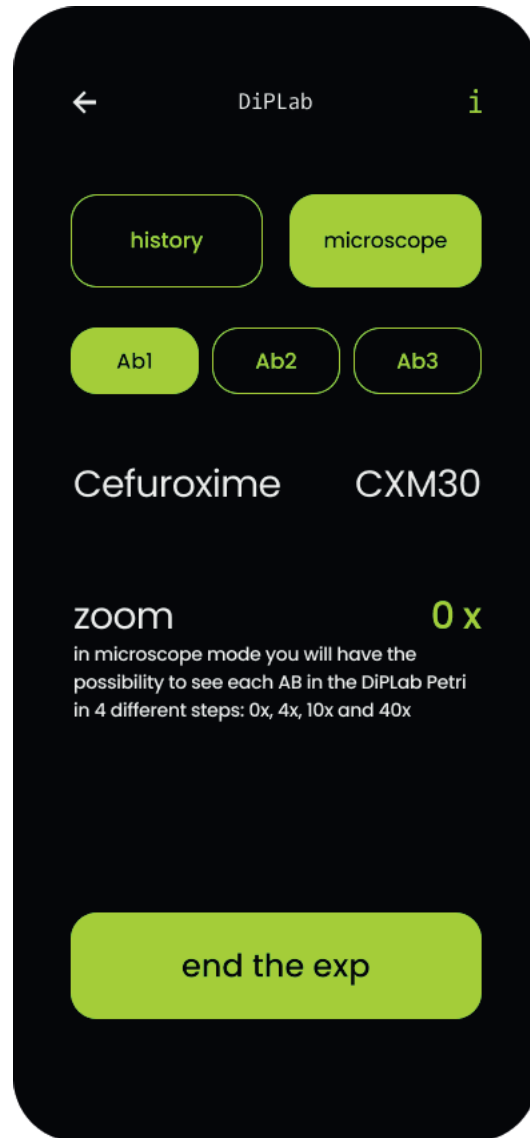 ← DiPLab i
history microscope
Ab1 Ab2 Ab3
Cefuroxime CXM30
zoom 0 x
in microscope mode you will have the
possibility to see each AB in the DiPLab Petri
in 4 different steps: 0x, 4x, 10x and 40x
end the exp